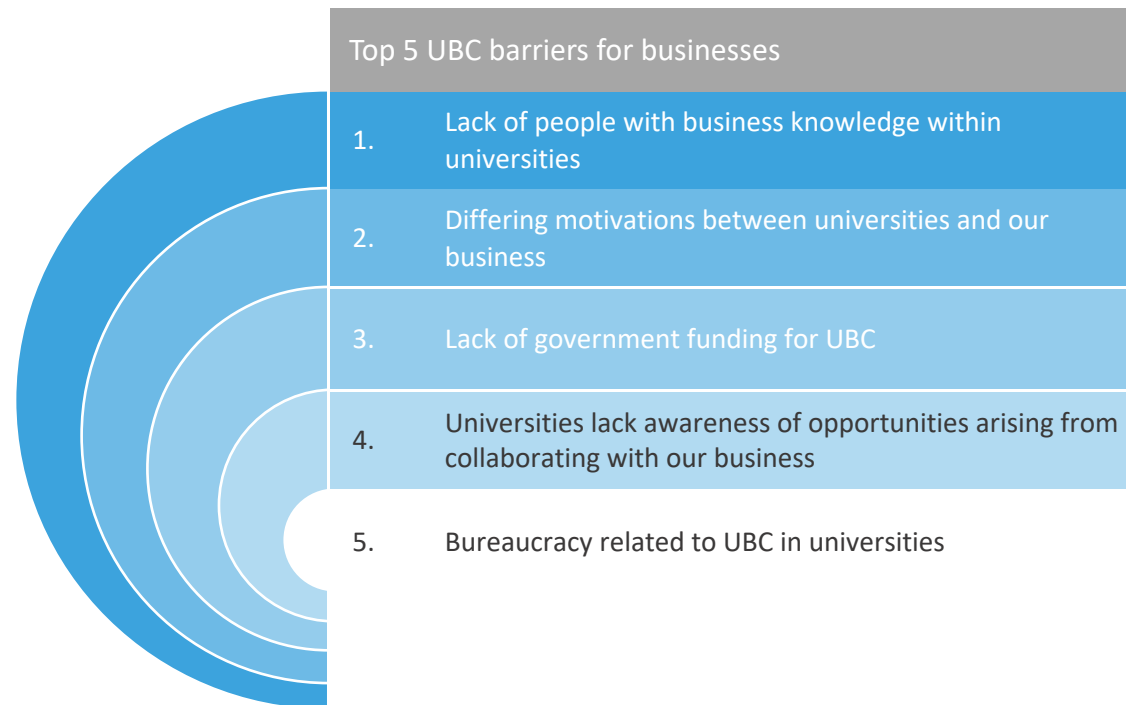 Top 5 UBC barriers for businesses
1.
Lack of people with business knowledge within
universities
2.
Differing motivations between universities and our
business
3.
Lack of government funding for UBC
4.
Universities lack awareness of opportunities arising from
collaborating with our business
5.
Bureaucracy related to UBC in universities